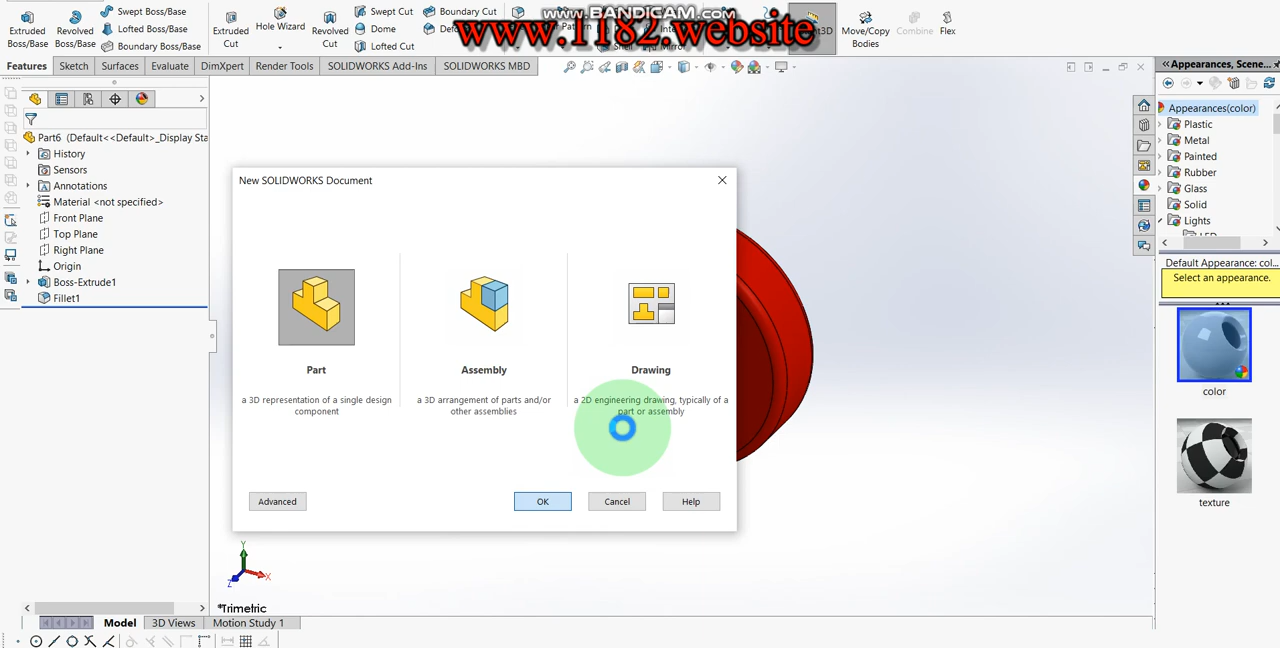 www.BANDICAM.com
www.1182.website
Extruded Boss/Base
Revolved Boss/Base
Swept Boss/Base
Lofted Boss/Base
Boundary Boss/Base
Extruded Cut
Hole Wizard
Revolved Cut
Swept Cut
Dome
Lofted Cut
Boundary Cut
Mirror
Move/Copy Bodies
Combine
Flex
Features
Sketch
Surfaces
Evaluate
DimXpert
Render Tools
SOLIDWORKS Add-Ins
SOLIDWORKS MBD
Part6 (Default<<Default>_Display Sta
History
Sensors
Annotations
Material <not specified>
Front Plane
Top Plane
Right Plane
Origin
Boss-Extrude1
Fillet1
New SOLIDWORKS Document
Part
a 3D representation of a single design
component
Assembly
a 3D arrangement of parts and/or
other assemblies
Drawing
a 2D engineering drawing, typically of a
part or assembly
Advanced
OK
Cancel
Help
Y
X
Z
*Trimetric
Model
3D Views
Motion Study 1
Appearances, Scene...
Appearances(color)
Plastic
Metal
Painted
Rubber
Glass
Solid
Lights
Default Appearance: col...
Select an appearance.
color
texture